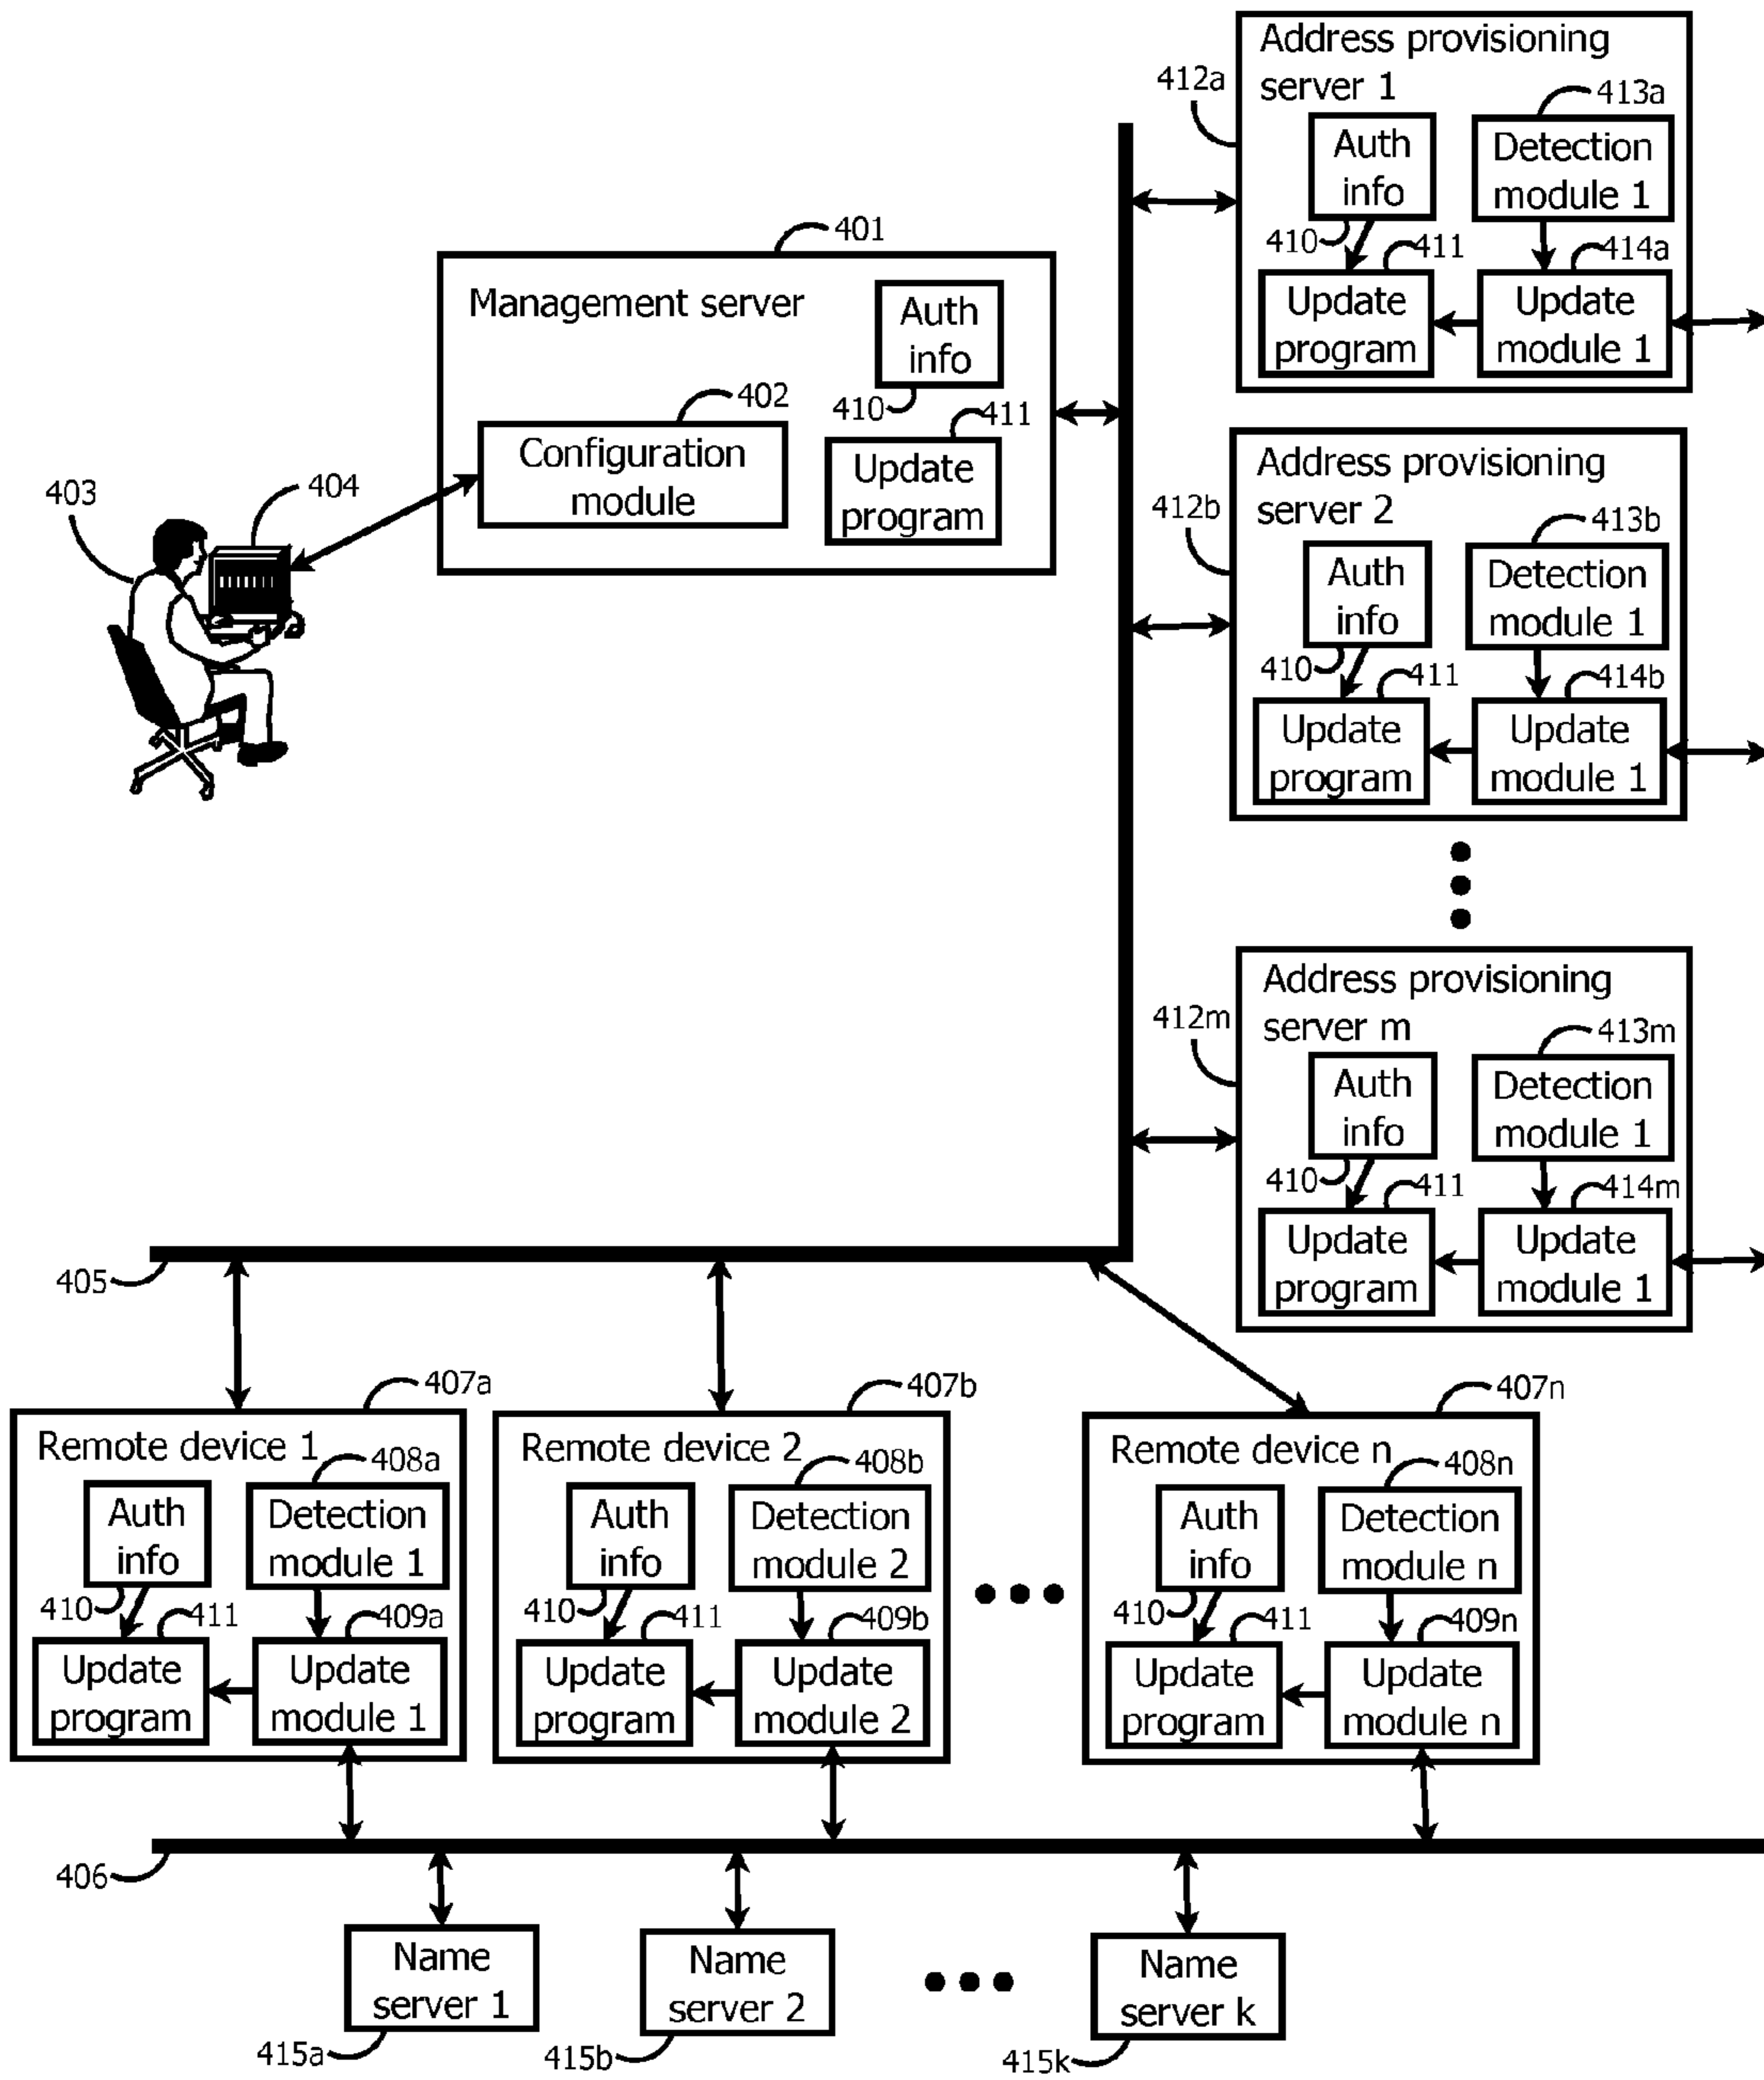 Address provisioning
server 1
412a
413a
Auth
info
Detection
module 1
410
411
414a
Update
program
Update
module 1
401
Management server
Auth
info
410
402
411
Configuration
module
Update
program
403
404
Address provisioning
server 2
412b
413b
Auth
info
Detection
module 1
410
411
414b
Update
program
Update
module 1
Address provisioning
server m
412m
413m
Auth
info
Detection
module 1
410
411
414m
Update
program
Update
module 1
405
407a
Remote device 1
408a
Auth
info
Detection
module 1
410
411
409a
Update
program
Update
module 1
407b
Remote device 2
408b
Auth
info
Detection
module 2
410
411
409b
Update
program
Update
module 2
407n
Remote device n
408n
Auth
info
Detection
module n
410
411
409n
Update
program
Update
module n
406
Name
server 1
415a
Name
server 2
415b
Name
server k
415k